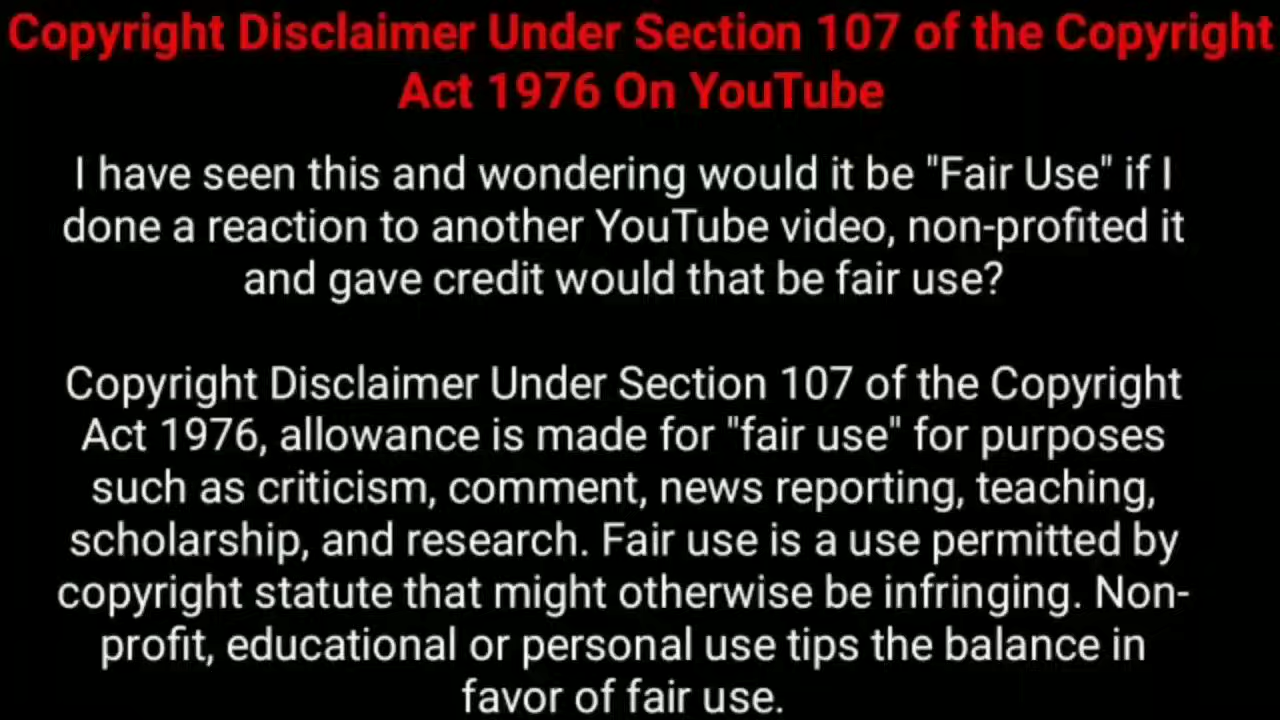 Copyright Disclaimer Under Section 107 of the Copyright
Act 1976 On YouTube
I have seen this and wondering would it be "Fair Use" if I
done a reaction to another YouTube video, non-profited it
and gave credit would that be fair use?
Copyright Disclaimer Under Section 107 of the Copyright
Act 1976, allowance is made for "fair use" for purposes
such as criticism, comment, news reporting, teaching,
scholarship, and research. Fair use is a use permitted by
copyright statute that might otherwise be infringing. Non-
profit, educational or personal use tips the balance in
favor of fair use.